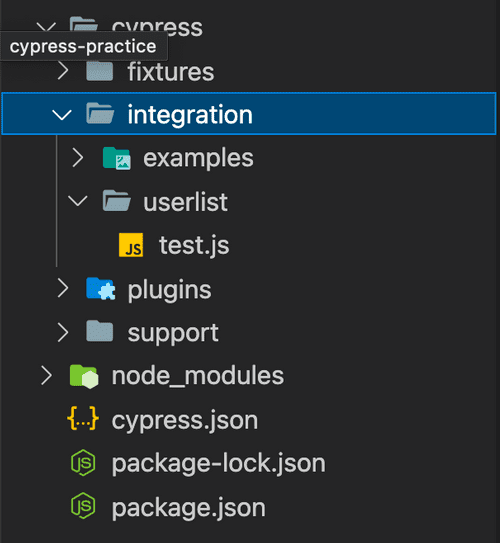 cypress
cypress-practice
fixtures
integration
examples
userlist
JS test.js
plugins
support
node_modules
{...} cypress.json
JS package-lock.json
JS package.json